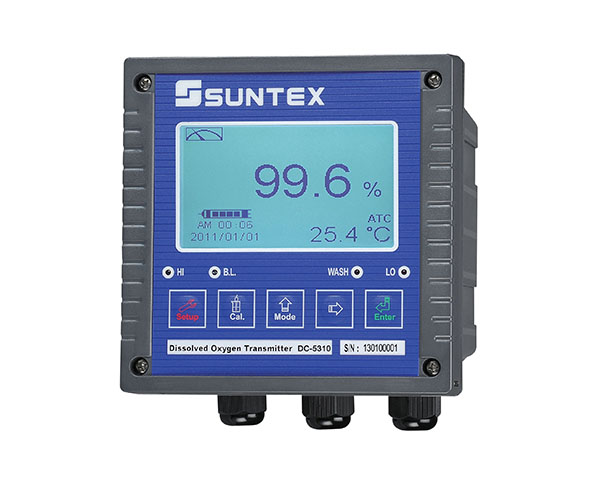 SUNTEX
99.6 %
AM 00:06
ATC
2011/01/01
25.4 °C
HI
B.L.
WASH
LO
Setup
Cal.
Mode
Enter
Dissolved Oxygen Transmitter DC-5310
S/N : 130100001